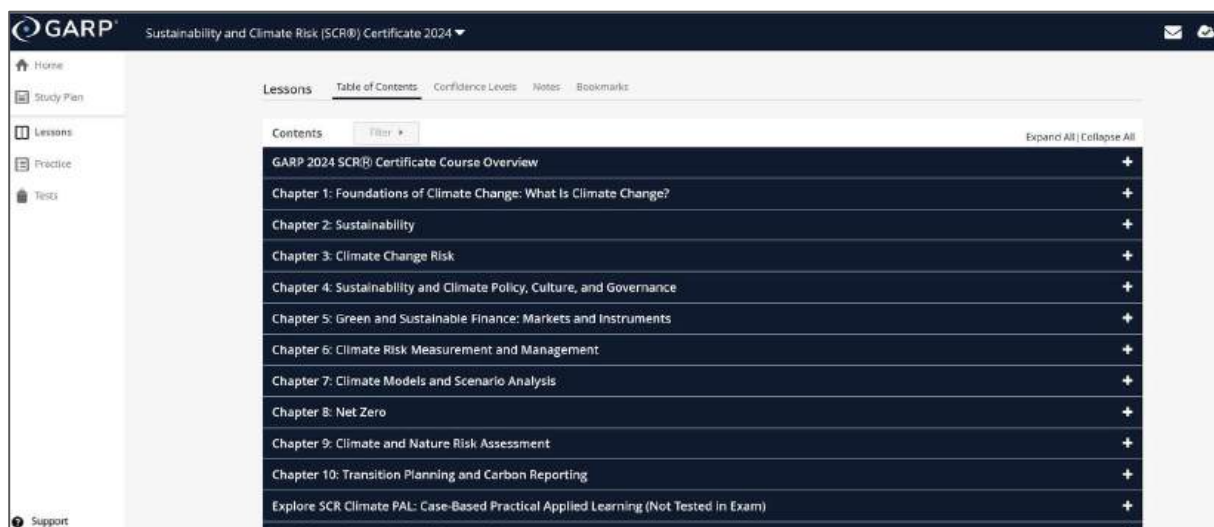 GARP®
Sustainability and Climate Risk (SCR®) Certificate 2024
Home
Study Plan
Lessons
Practice
Tests
Support
Lessons Table of Contents Confidence Levels Notes Bookmarks
Contents Filter Expand All | Collapse All
GARP 2024 SCR® Certificate Course Overview
Chapter 1: Foundations of Climate Change: What Is Climate Change?
Chapter 2: Sustainability
Chapter 3: Climate Change Risk
Chapter 4: Sustainability and Climate Policy, Culture, and Governance
Chapter 5: Green and Sustainable Finance: Markets and Instruments
Chapter 6: Climate Risk Measurement and Management
Chapter 7: Climate Models and Scenario Analysis
Chapter 8: Net Zero
Chapter 9: Climate and Nature Risk Assessment
Chapter 10: Transition Planning and Carbon Reporting
Explore SCR Climate PAL: Case-Based Practical Applied Learning (Not Tested in Exam)